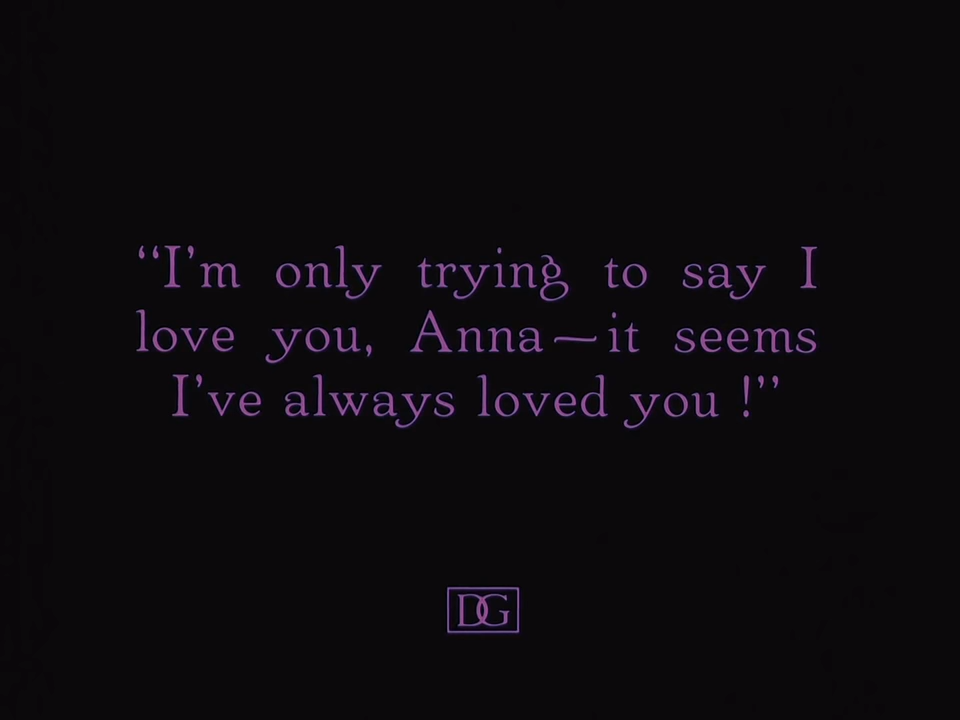 “I’m only trying to say I
love you, Anna—it seems
I’ve always loved you!”
DG